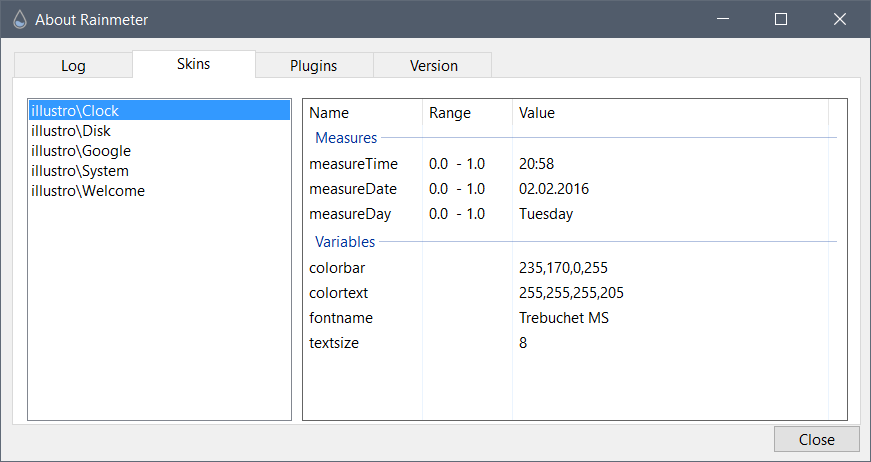 About Rainmeter
Log Skins Plugins Version
illustro\Clock
illustro\Disk
illustro\Google
illustro\System
illustro\Welcome
Name Range Value
Measures
measureTime 0.0 - 1.0 20:58
measureDate 0.0 - 1.0 02.02.2016
measureDay 0.0 - 1.0 Tuesday
Variables
colorbar 235,170,0,255
colortext 255,255,255,205
fontname Trebuchet MS
textsize 8
Close